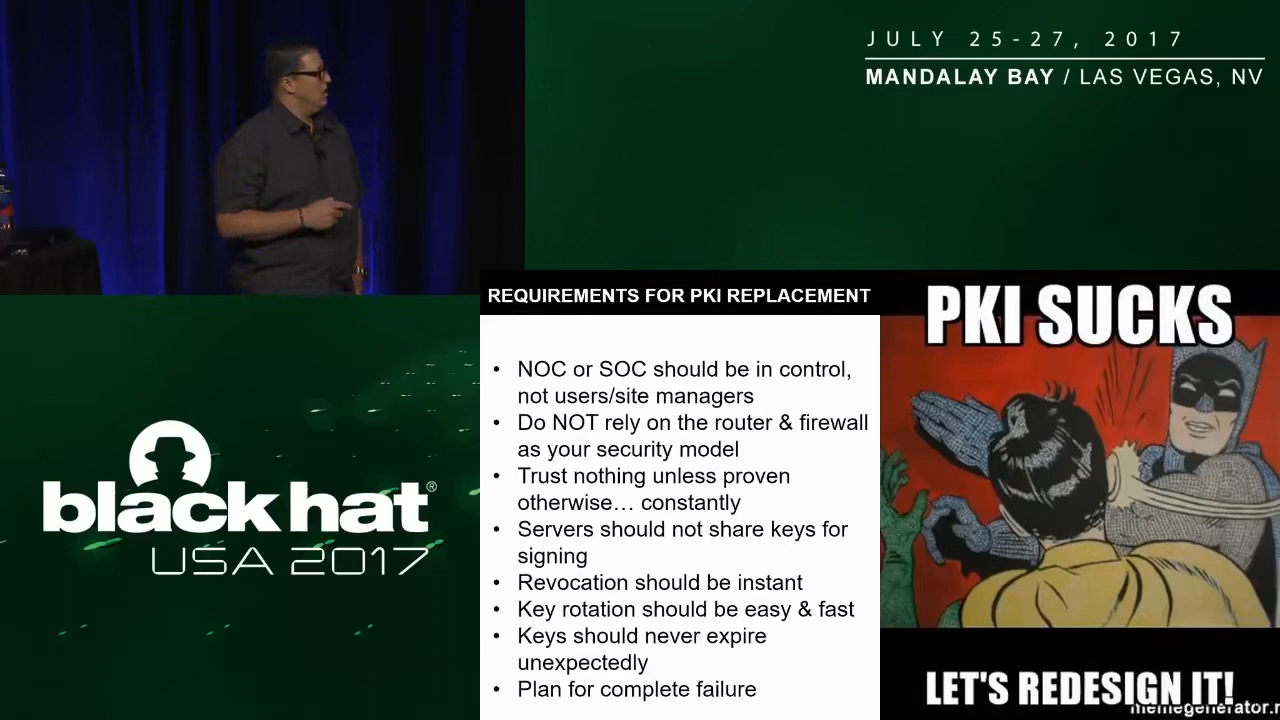 JULY 25-27, 2017
MANDALAY BAY / LAS VEGAS, NV
REQUIREMENTS FOR PKI REPLACEMENT
• NOC or SOC should be in control,
not users/site managers
• Do NOT rely on the router & firewall
as your security model
• Trust nothing unless proven
otherwise… constantly
• Servers should not share keys for
signing
• Revocation should be instant
• Key rotation should be easy & fast
• Keys should never expire
unexpectedly
• Plan for complete failure
PKI SUCKS
LET'S REDESIGN IT!
memegenerator.n
black hat®
USA 2017